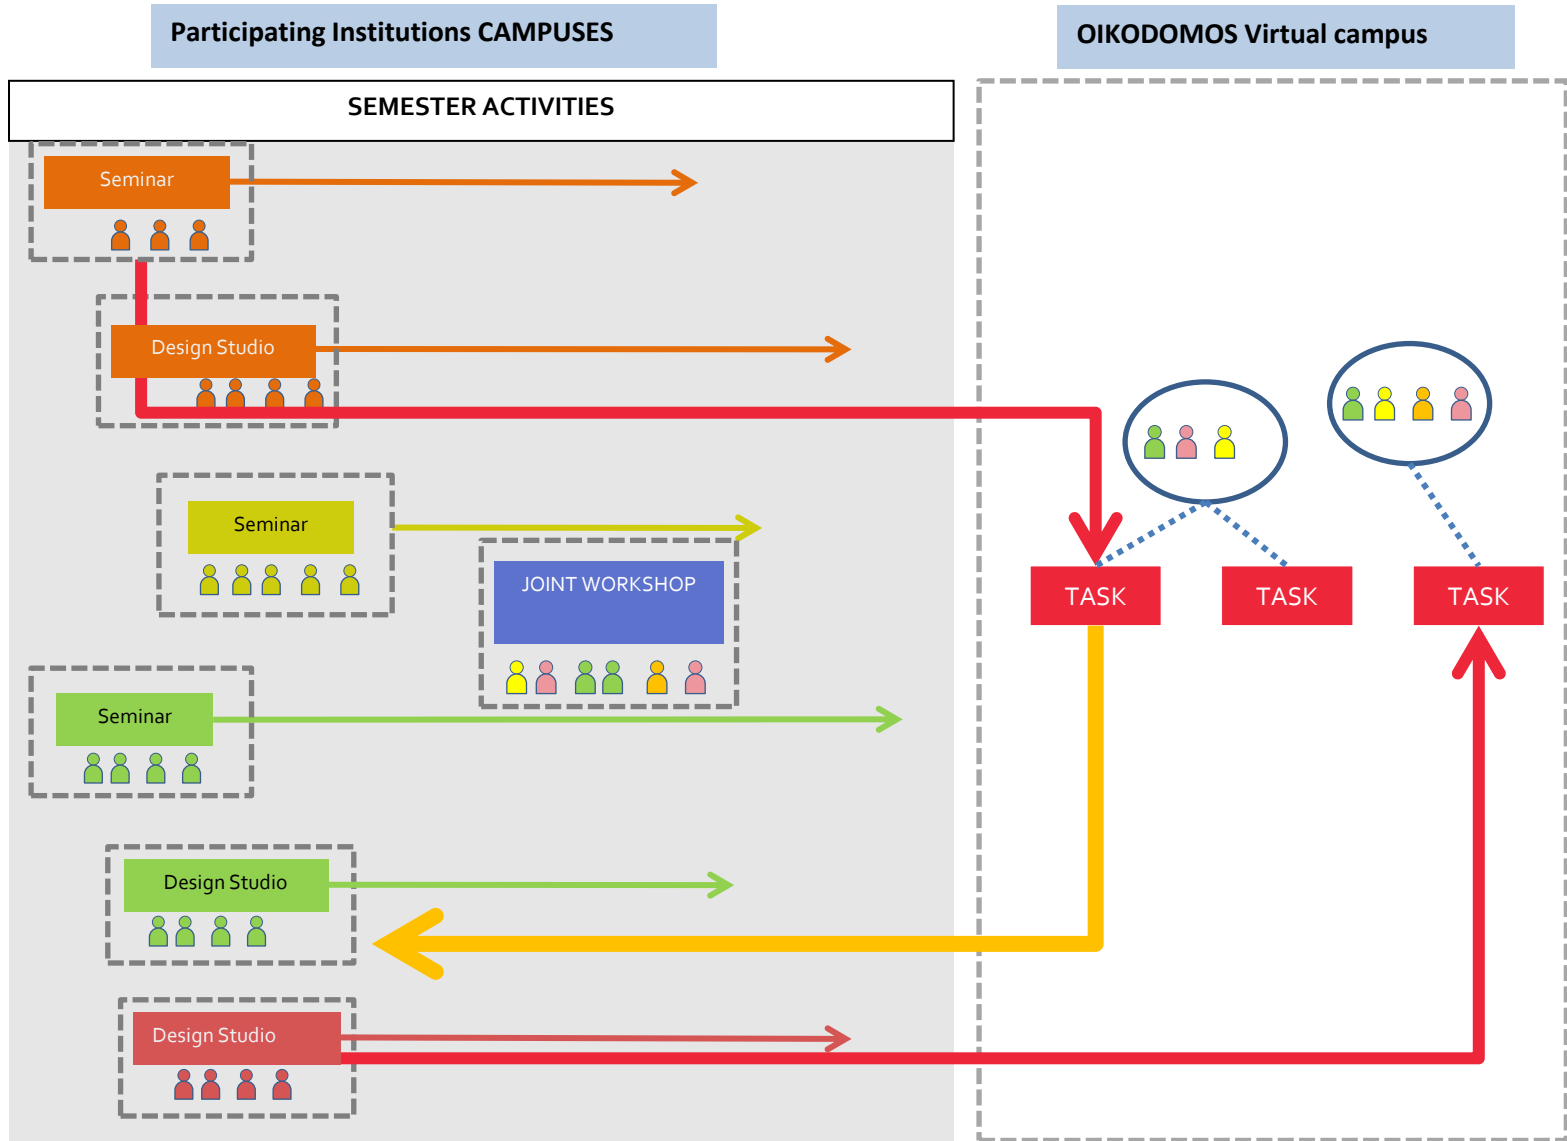 Participating Institutions CAMPUSES
OIKODOMOS Virtual campus
SEMESTER ACTIVITIES
Seminar
Design Studio
Seminar
JOINT WORKSHOP
TASK
TASK
TASK
Seminar
Design Studio
Design Studio